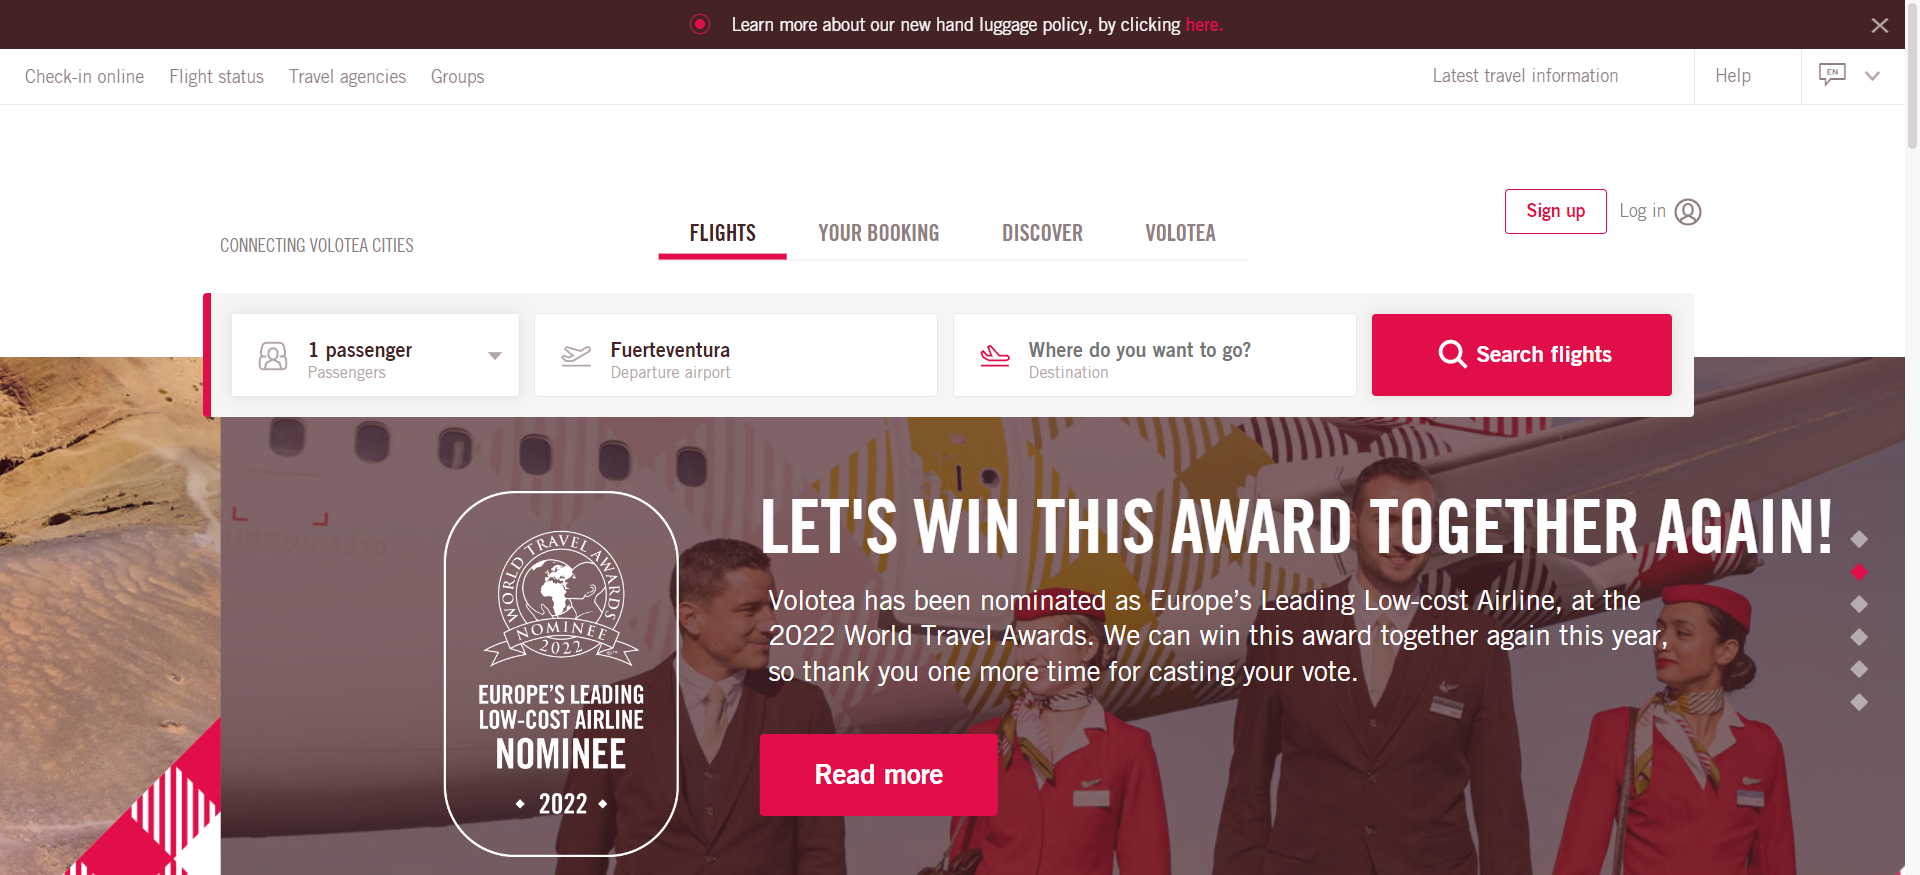 Learn more about our new hand luggage policy, by clicking here.
Check-in online Flight status Travel agencies Groups
Latest travel information Help EN
Sign up Log in
CONNECTING VOLOTEA CITIES
FLIGHTS YOUR BOOKING DISCOVER VOLOTEA
1 passenger
Passengers
Fuerteventura
Departure airport
Where do you want to go?
Destination
Search flights
WORLD TRAVEL AWARDS
NOMINEE
2022
EUROPE'S LEADING
LOW-COST AIRLINE
NOMINEE
2022
LET'S WIN THIS AWARD TOGETHER AGAIN!
Volotea has been nominated as Europe's Leading Low-cost Airline, at the
2022 World Travel Awards. We can win this award together again this year,
so thank you one more time for casting your vote.
Read more